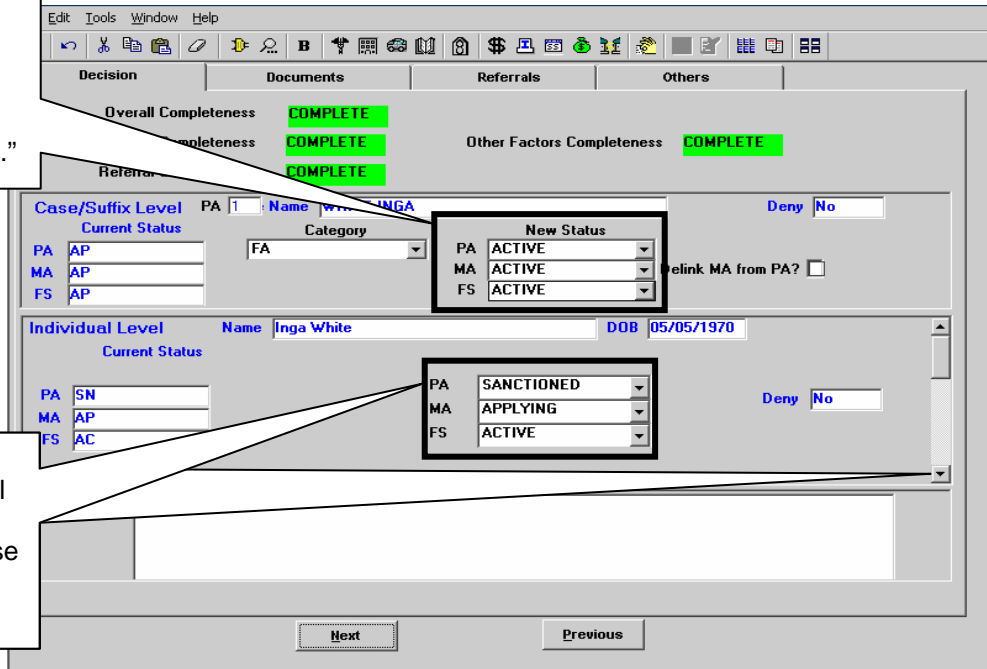 Edit Tools Window Help
B
Decision Documents Referrals Others
Overall Completeness COMPLETE
Completeness COMPLETE Other Factors Completeness COMPLETE
.”
COMPLETE
Case/Suffix Level PA 1 Name INGA Deny No
Current Status Category New Status
PA AP FA PA ACTIVE
MA AP MA ACTIVE Delink MA from PA?
FS AP FS ACTIVE
Individual Level Name Inga White DOB 05/05/1970
Current Status
PA SN PA SANCTIONED Deny No
MA AP MA APPLYING
FS AC FS ACTIVE
l
se
Next Previous